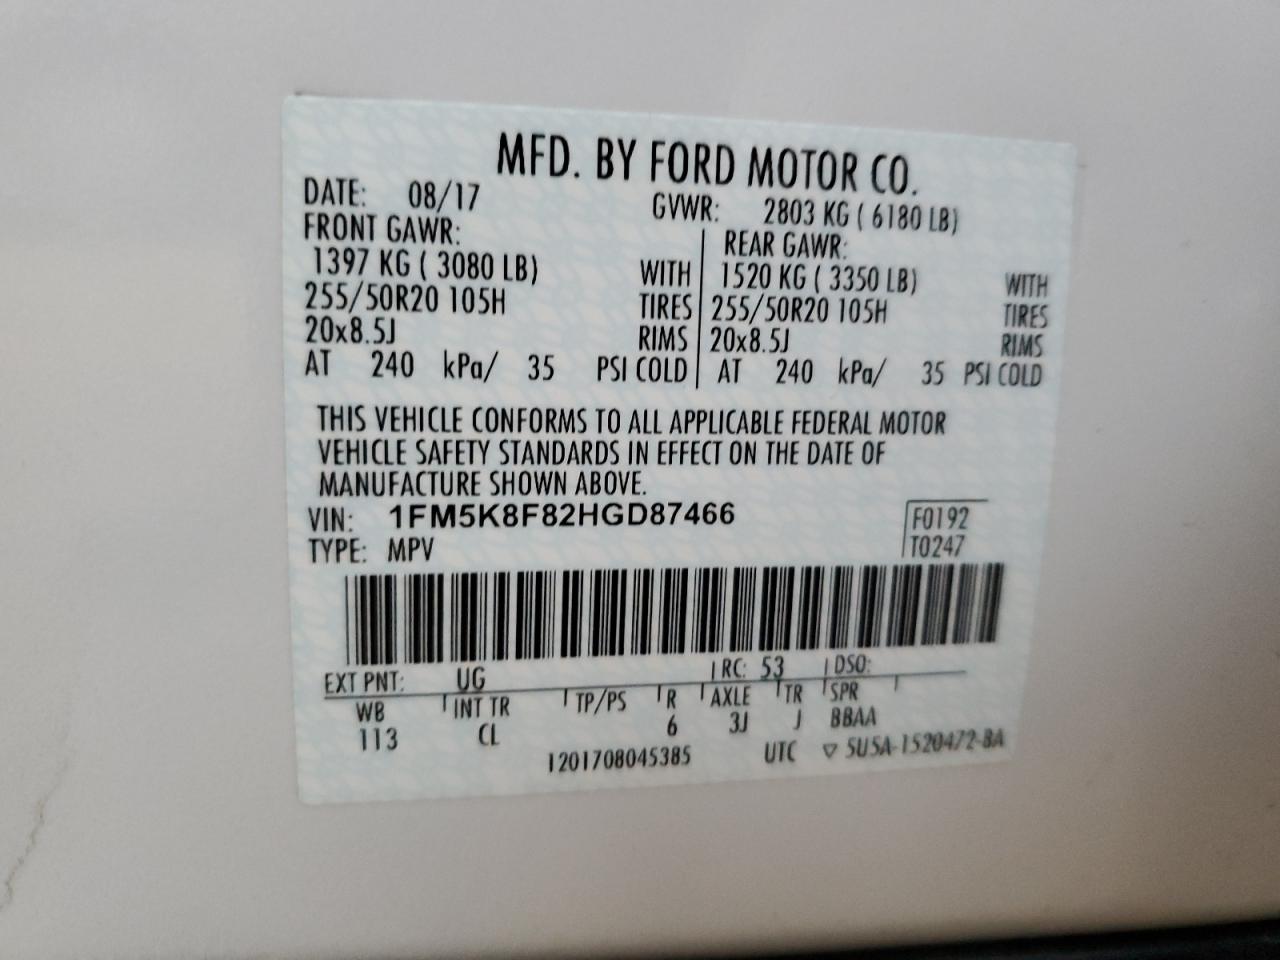 MFD. BY FORD MOTOR CO.
DATE: 08/17 GVWR: 2803 KG ( 6180 LB)
FRONT GAWR: REAR GAWR:
1397 KG ( 3080 LB) WITH 1520 KG ( 3350 LB) WITH
255/50R20 105H TIRES 255/50R20 105H TIRES
20x8.5J RIMS 20x8.5J RIMS
AT 240 kPa/ 35 PSI COLD AT 240 kPa/ 35 PSI COLD
THIS VEHICLE CONFORMS TO ALL APPLICABLE FEDERAL MOTOR
VEHICLE SAFETY STANDARDS IN EFFECT ON THE DATE OF
MANUFACTURE SHOWN ABOVE.
VIN: 1FM5K8F82HGD87466 F0192
TYPE: MPV T0247
EXT PNT: UG RC: 53 DSO:
WB INT TR TP/PS R AXLE TR SPR
113 CL 6 3J J BBAA
1201708045385 UTC ▽ 5U5A-1520472-BA